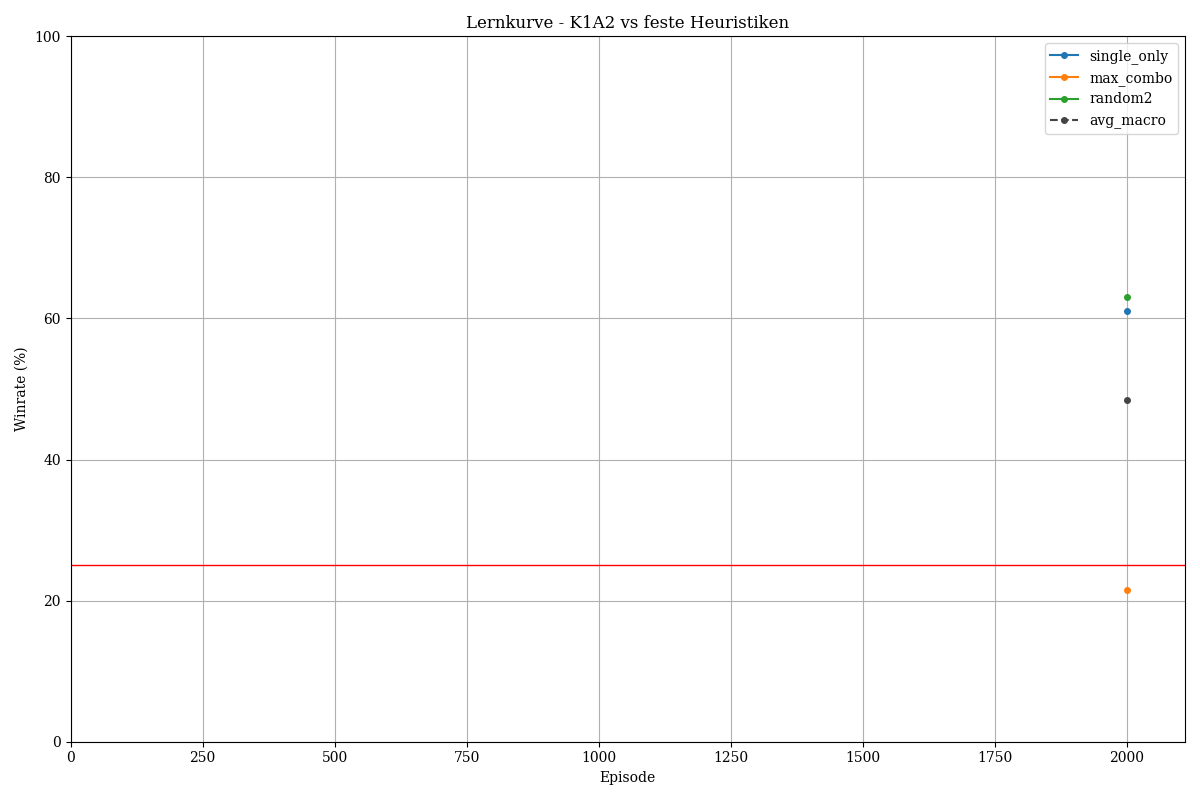 Lernkurve - K1A2 vs feste Heuristiken
100
80
60
40
20
0
Winrate (%)
single_only
max_combo
random2
avg_macro
0 250 500 750 1000 1250 1500 1750 2000
Episode